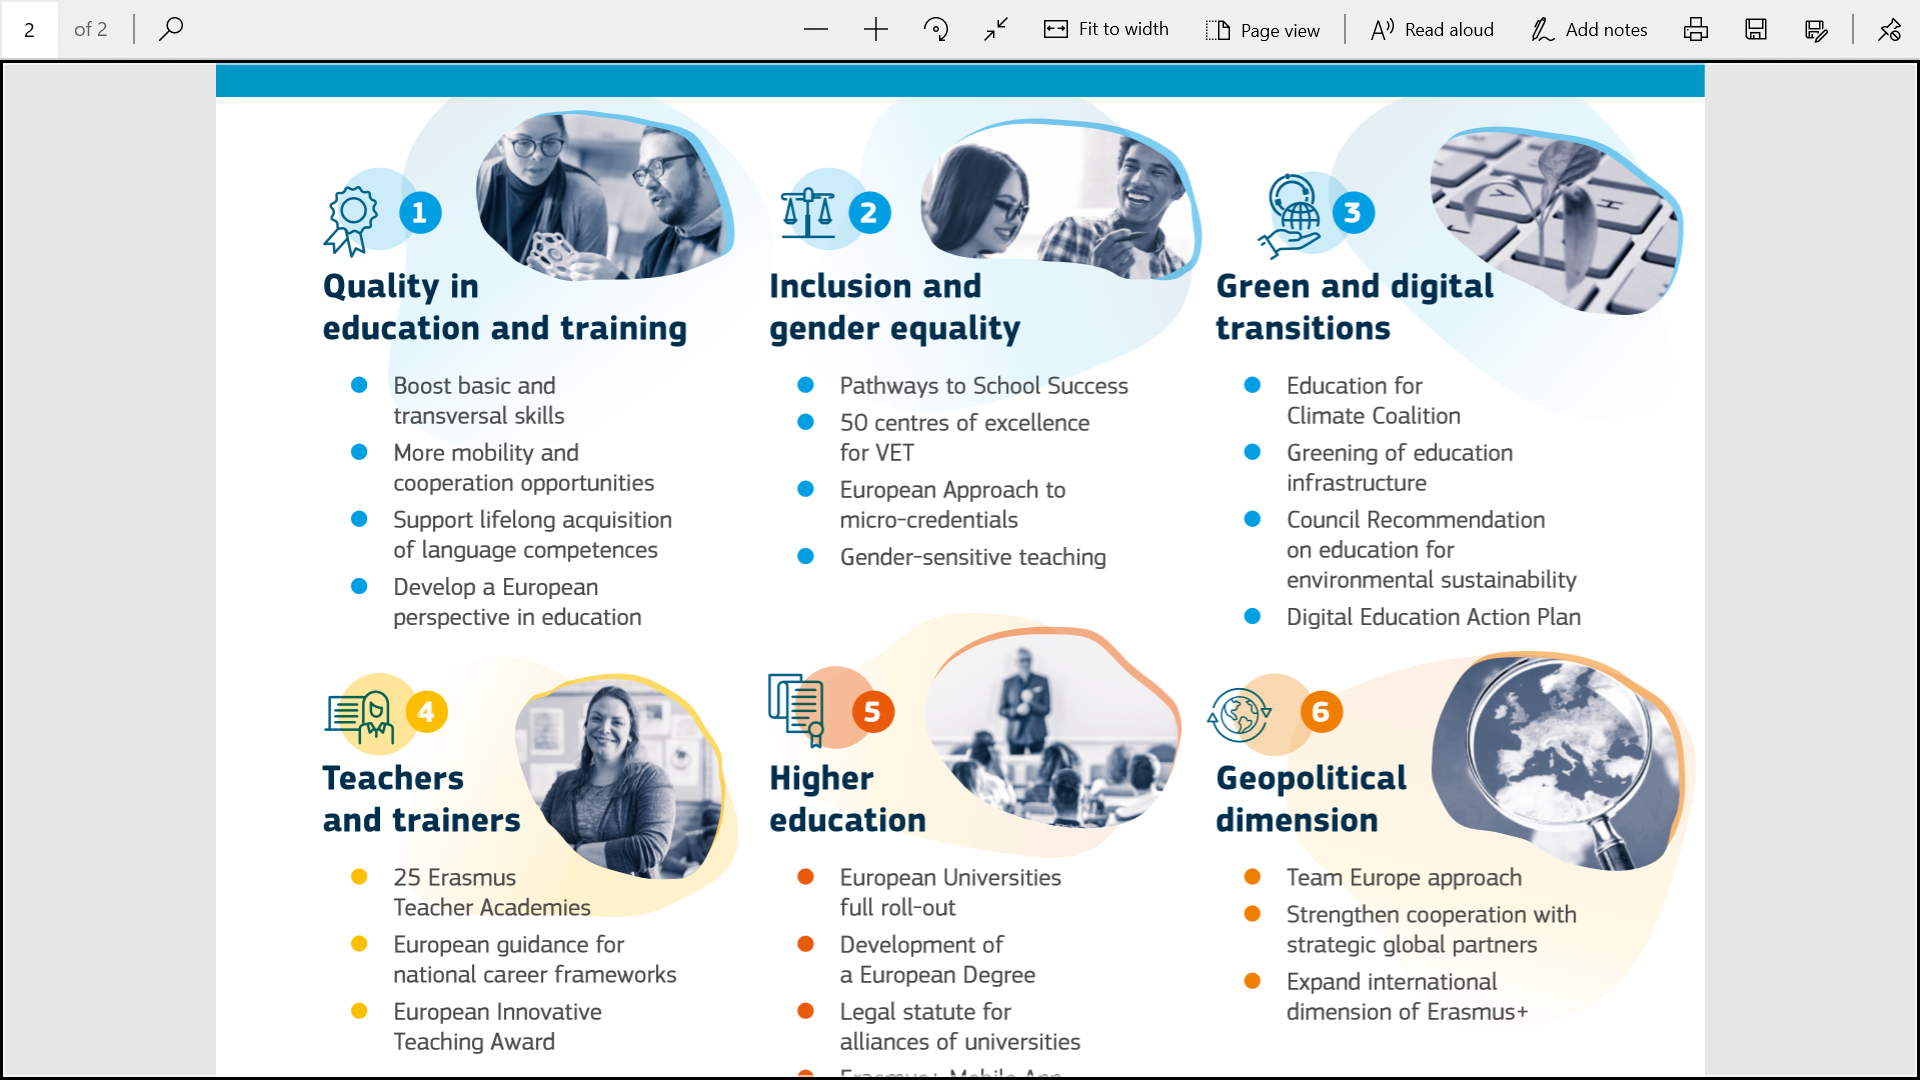 2
of 2
Fit to width
Page view
Read aloud
Add notes
1
Quality in
education and training
Boost basic and
transversal skills
More mobility and
cooperation opportunities
Support lifelong acquisition
of language competences
Develop a European
perspective in education
2
Inclusion and
gender equality
Pathways to School Success
50 centres of excellence
for VET
European Approach to
micro-credentials
Gender-sensitive teaching
3
Green and digital
transitions
Education for
Climate Coalition
Greening of education
infrastructure
Council Recommendation
on education for
environmental sustainability
Digital Education Action Plan
4
Teachers
and trainers
25 Erasmus
Teacher Academies
European guidance for
national career frameworks
European Innovative
Teaching Award
5
Higher
education
European Universities
full roll-out
Development of
a European Degree
Legal statute for
alliances of universities
Erasmus+ Mobile App
6
Geopolitical
dimension
Team Europe approach
Strengthen cooperation with
strategic global partners
Expand international
dimension of Erasmus+